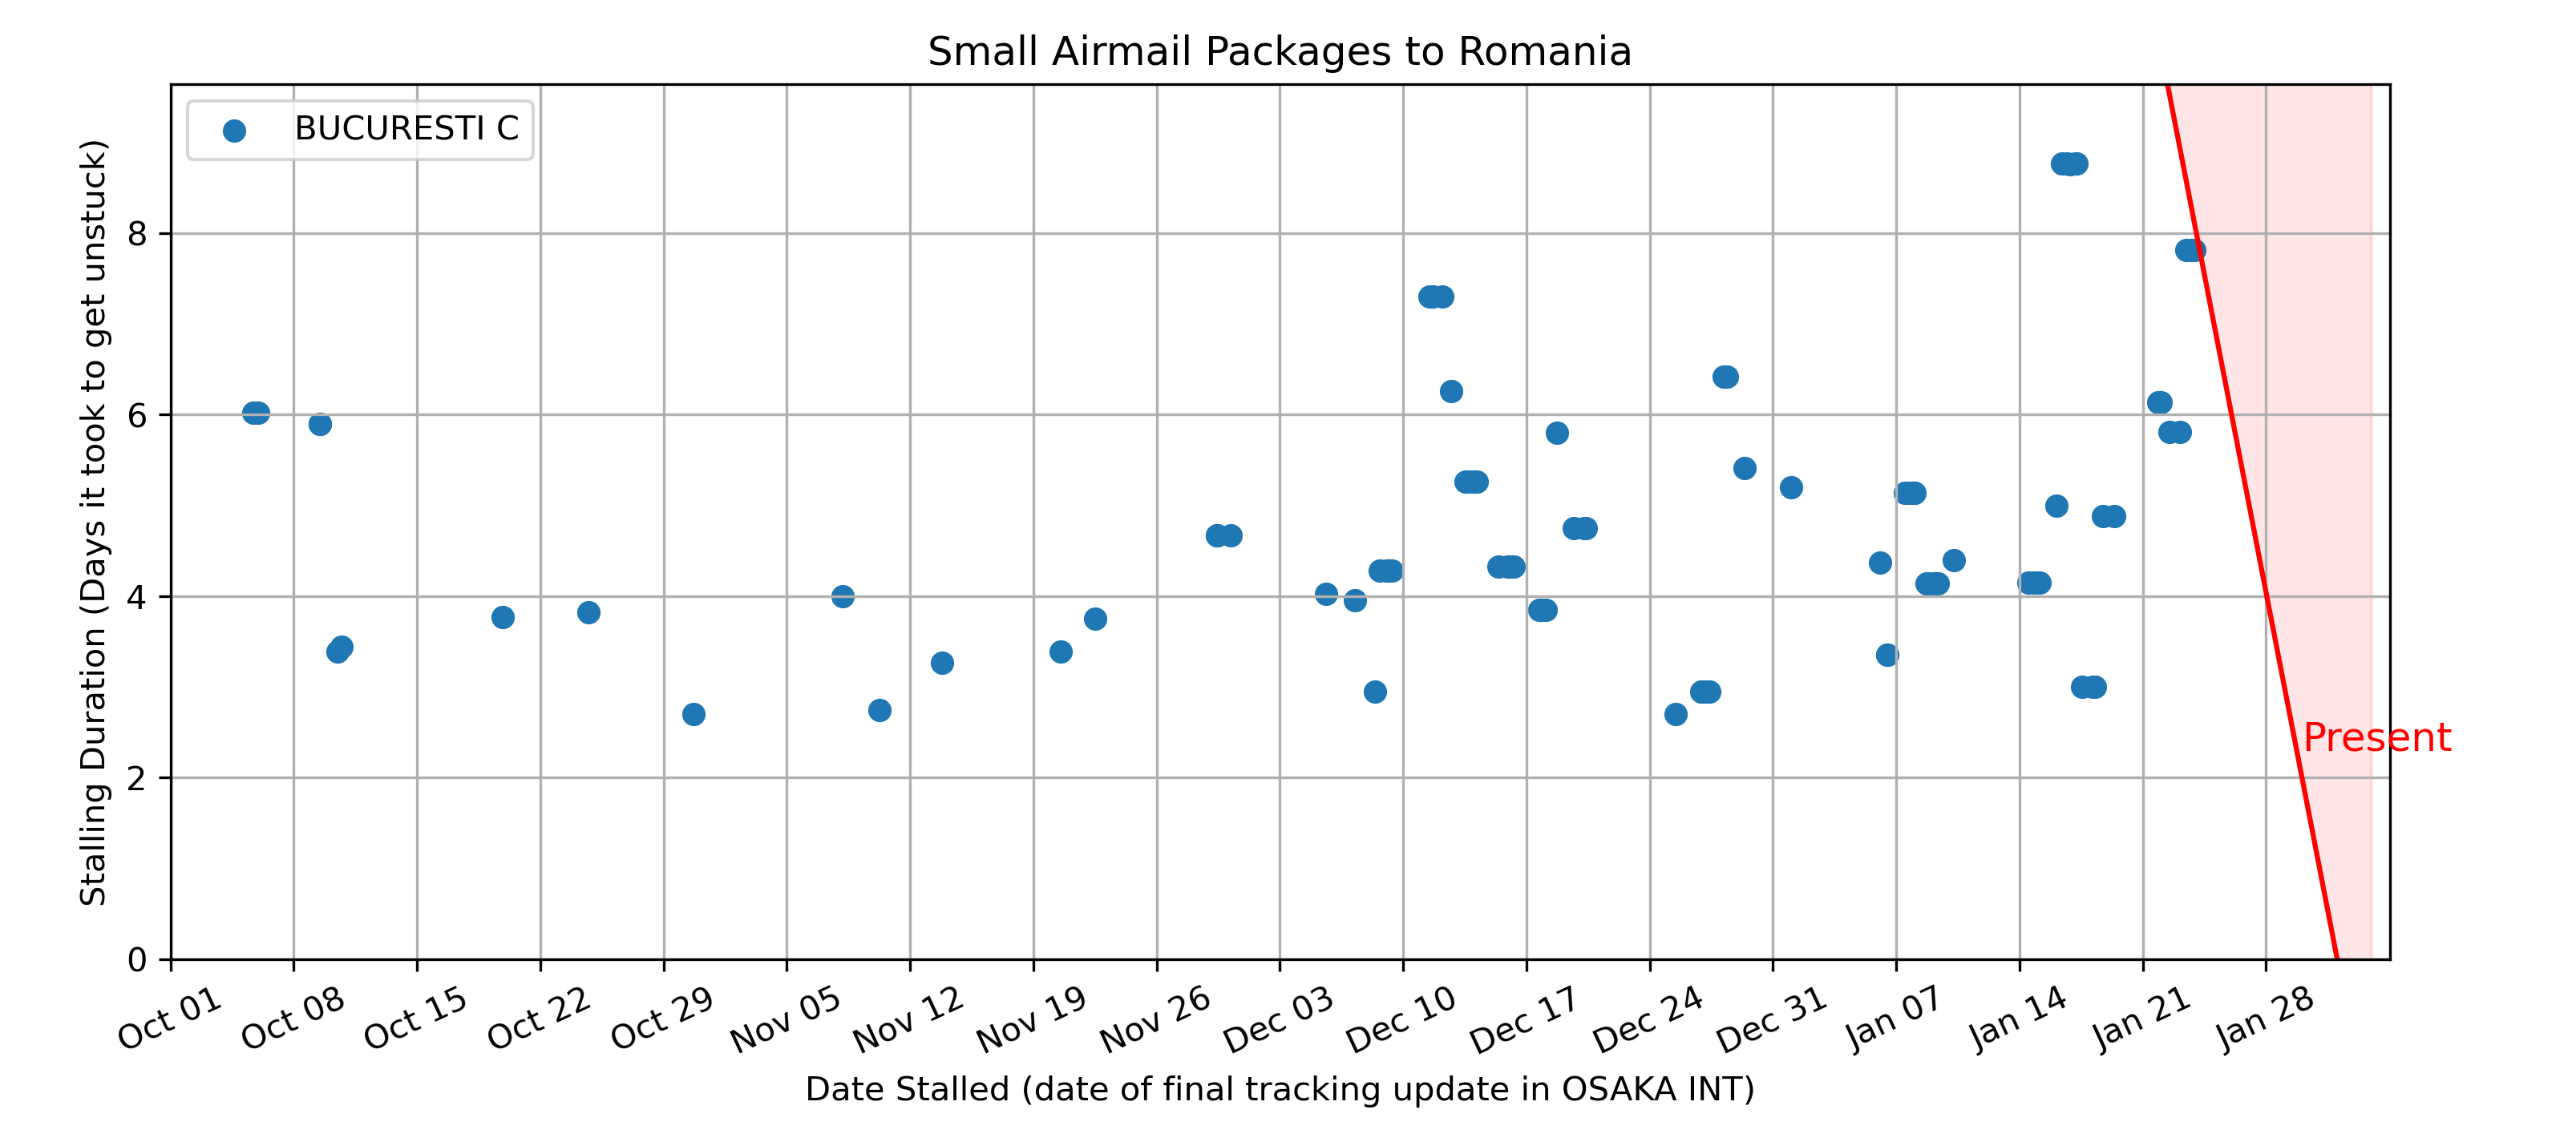 Small Airmail Packages to Romania
BUCURESTI C
Stalling Duration (Days it took to get unstuck)
8
6
4
2
0
Present
Oct 01
Oct 08
Oct 15
Oct 22
Oct 29
Nov 05
Nov 12
Nov 19
Nov 26
Dec 03
Dec 10
Dec 17
Dec 24
Dec 31
Jan 07
Jan 14
Jan 21
Jan 28
Date Stalled (date of final tracking update in OSAKA INT)